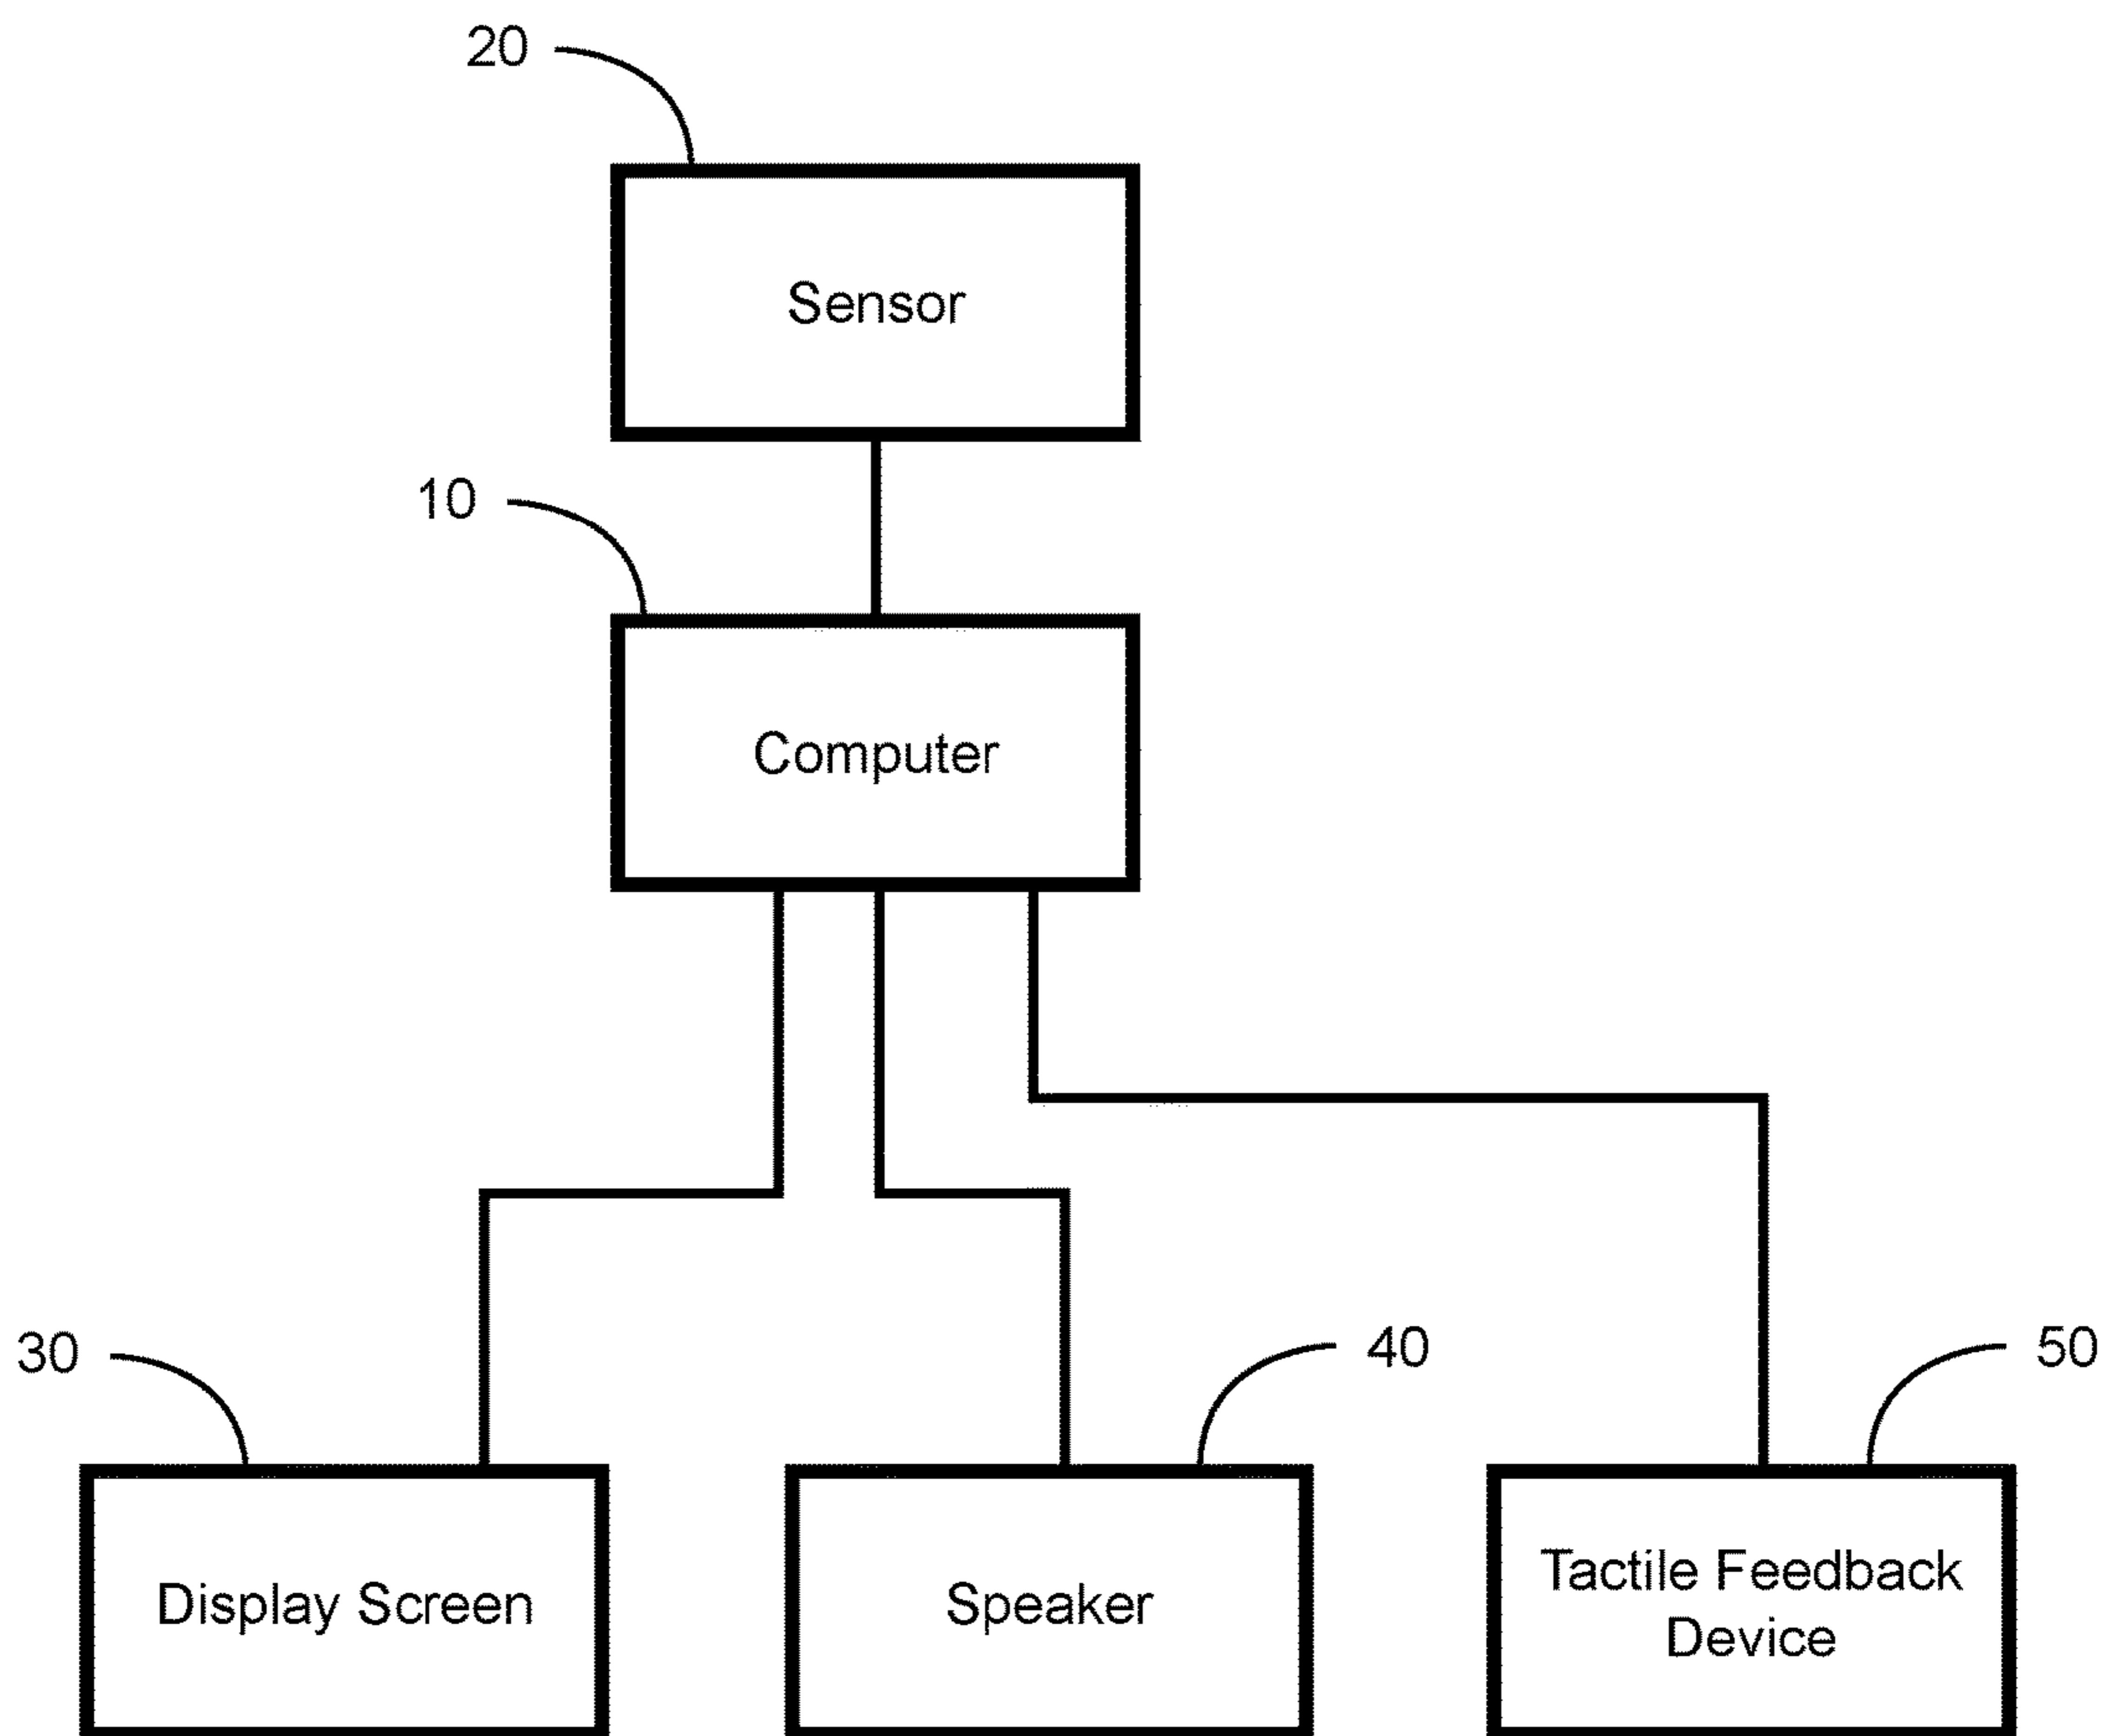 20
Sensor
10
Computer
30
40
50
Display Screen
Speaker
Tactile Feedback
Device